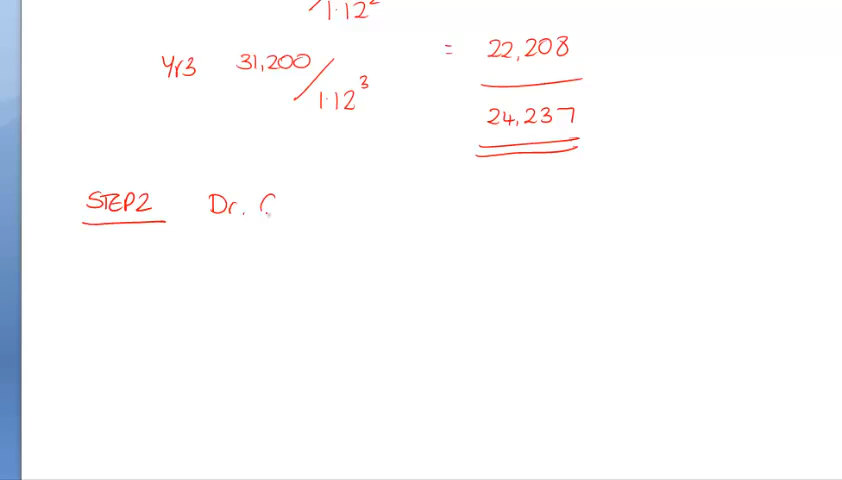 1.12²
Yr3 31,200/1.12³ = 22,208
24,237
STEP2 Dr. C